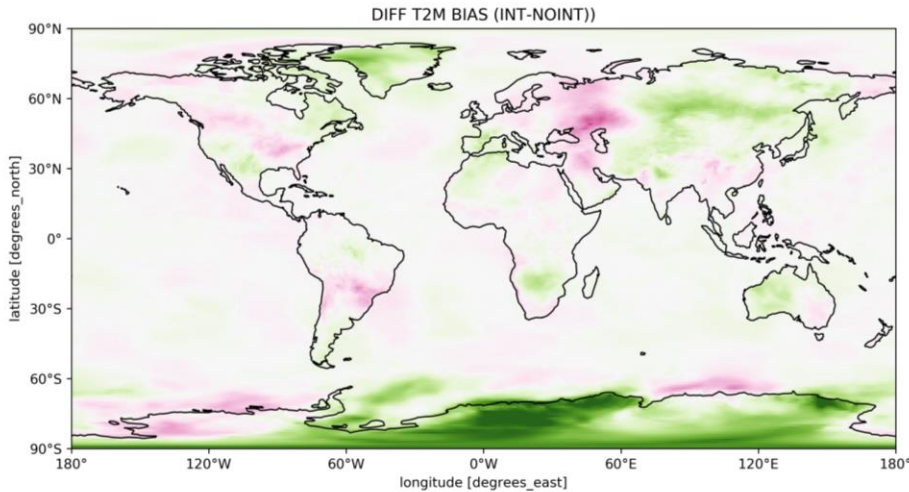 DIFF T2M BIAS (INT-NOINT))
90°N
60°N
30°N
0°
30°S
60°S
90°S
latitude [degrees_north]
180° 120°W 60°W 0°W 60°E 120°E 180°
longitude [degrees_east]